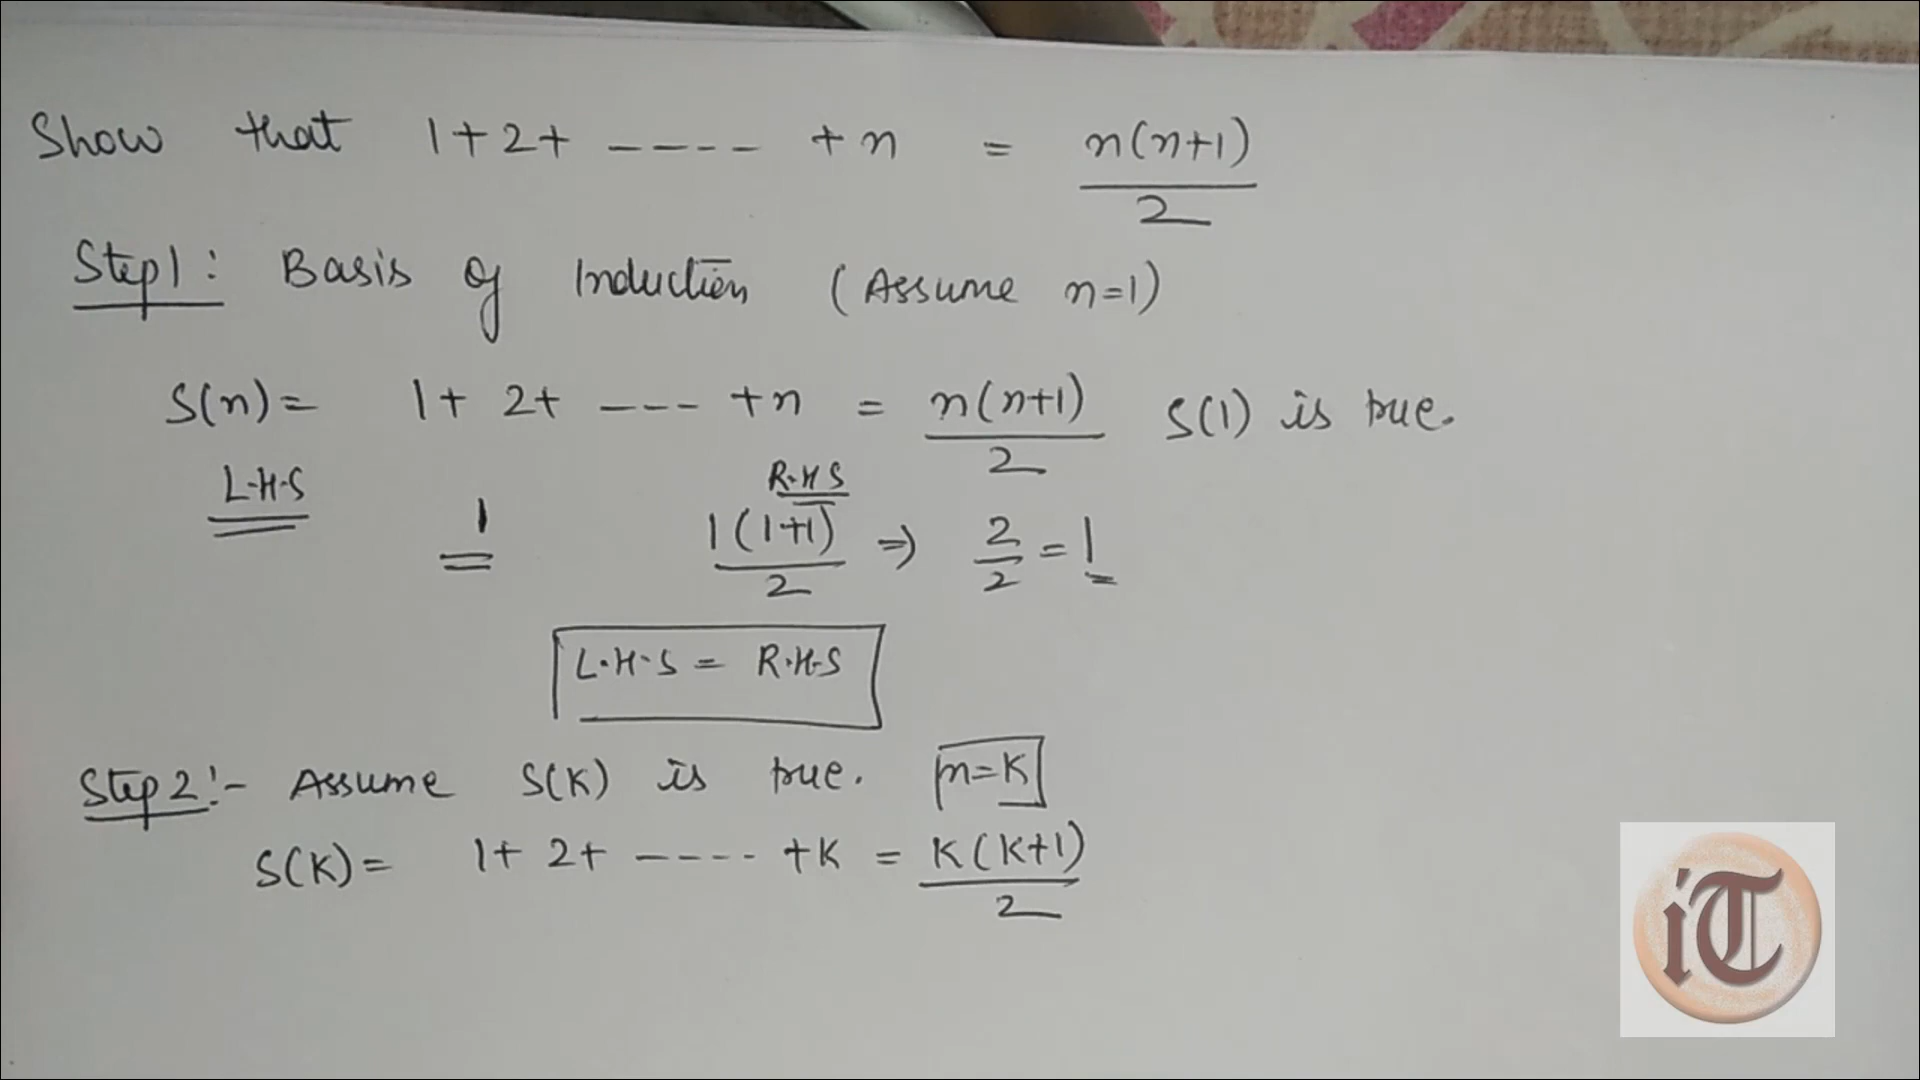 Show that 1+2+ ---- +n = n(n+1)/2
Step1: Basis of Induction (Assume n=1)
S(n)= 1+ 2+ --- +n = n(n+1)/2 S(1) is true.
L.H.S R.H.S
1 1(1+1)/2 ⇒ 2/2 = 1
L.H.S = R.H.S
Step 2:- Assume S(K) is true. n=K
S(K)= 1+ 2+ ---- +K = K(K+1)/2
iT